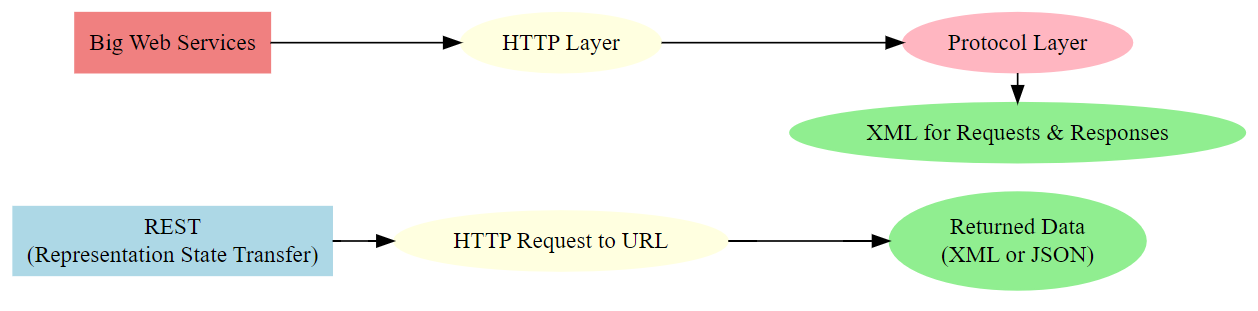 Big Web Services
HTTP Layer
Protocol Layer
XML for Requests & Responses
REST
(Representation State Transfer)
HTTP Request to URL
Returned Data
(XML or JSON)